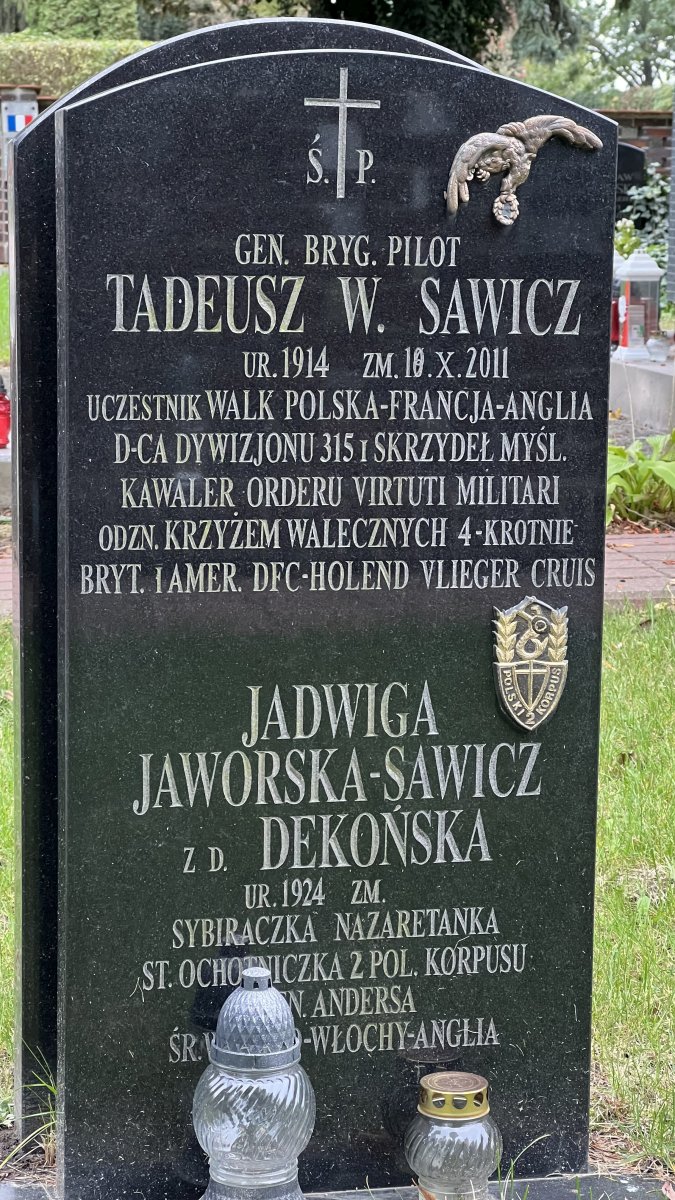 Ś. P.
GEN. BRYG. PILOT
TADEUSZ W. SAWICZ
UR. 1914 ZM. X. 2011
UCZESTNIK WALK POLSKA-FRANCJA-ANGLIA
D-CA DYWIZJONU 315 I SKRZYDEŁ MYŚL.
KAWALER ORDERU VIRTUTI MILITARI
ODZN. KRZYŻEM WALECZNYCH 4-KROTNIE
BRYT. I AMER. DFC-HOLEND VLIEGER CRUIS
POLSKI 2 KORPUS
JADWIGA
JAWORSKA-SAWICZ
Z D. DEKOŃSKA
UR. 1924 ZM.
SYBIRACZKA NAZARETANKA
ST. OCHOTNICZKA 2 POL. KORPUSU
ANDERSA
ŚR. -WŁOCHY-ANGLIA